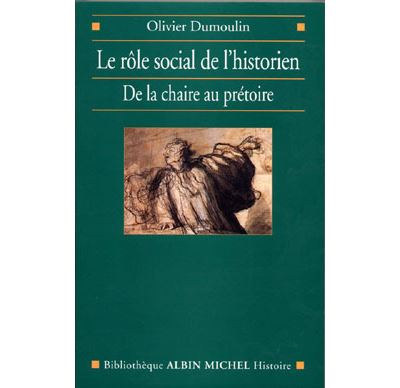 Olivier Dumoulin
Le rôle social de l'historien
De la chaire au prétoire
Bibliothèque ALBIN MICHEL Histoire